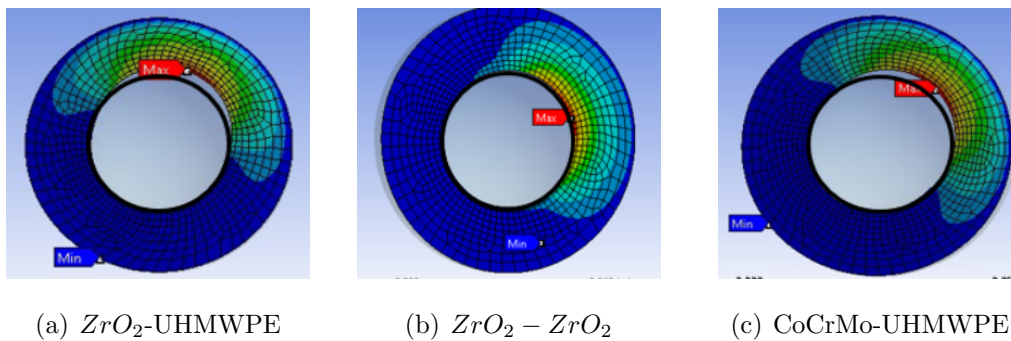 Max
Min
Max
Min
Max
Min
(a) ZrO₂-UHMWPE
(b) ZrO₂ − ZrO₂
(c) CoCrMo-UHMWPE